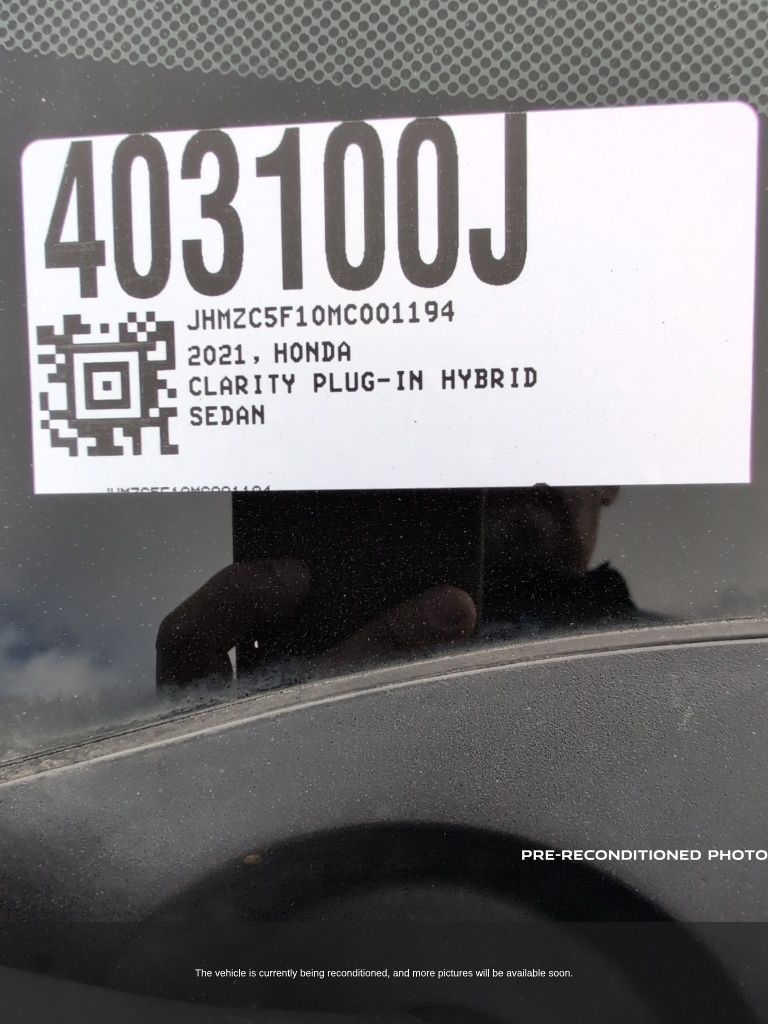 403100J
JHMZC5F10MC001194
2021, HONDA
CLARITY PLUG-IN HYBRID
SEDAN
PRE-RECONDITIONED PHOTO
The vehicle is currently being reconditioned, and more pictures will be available soon.